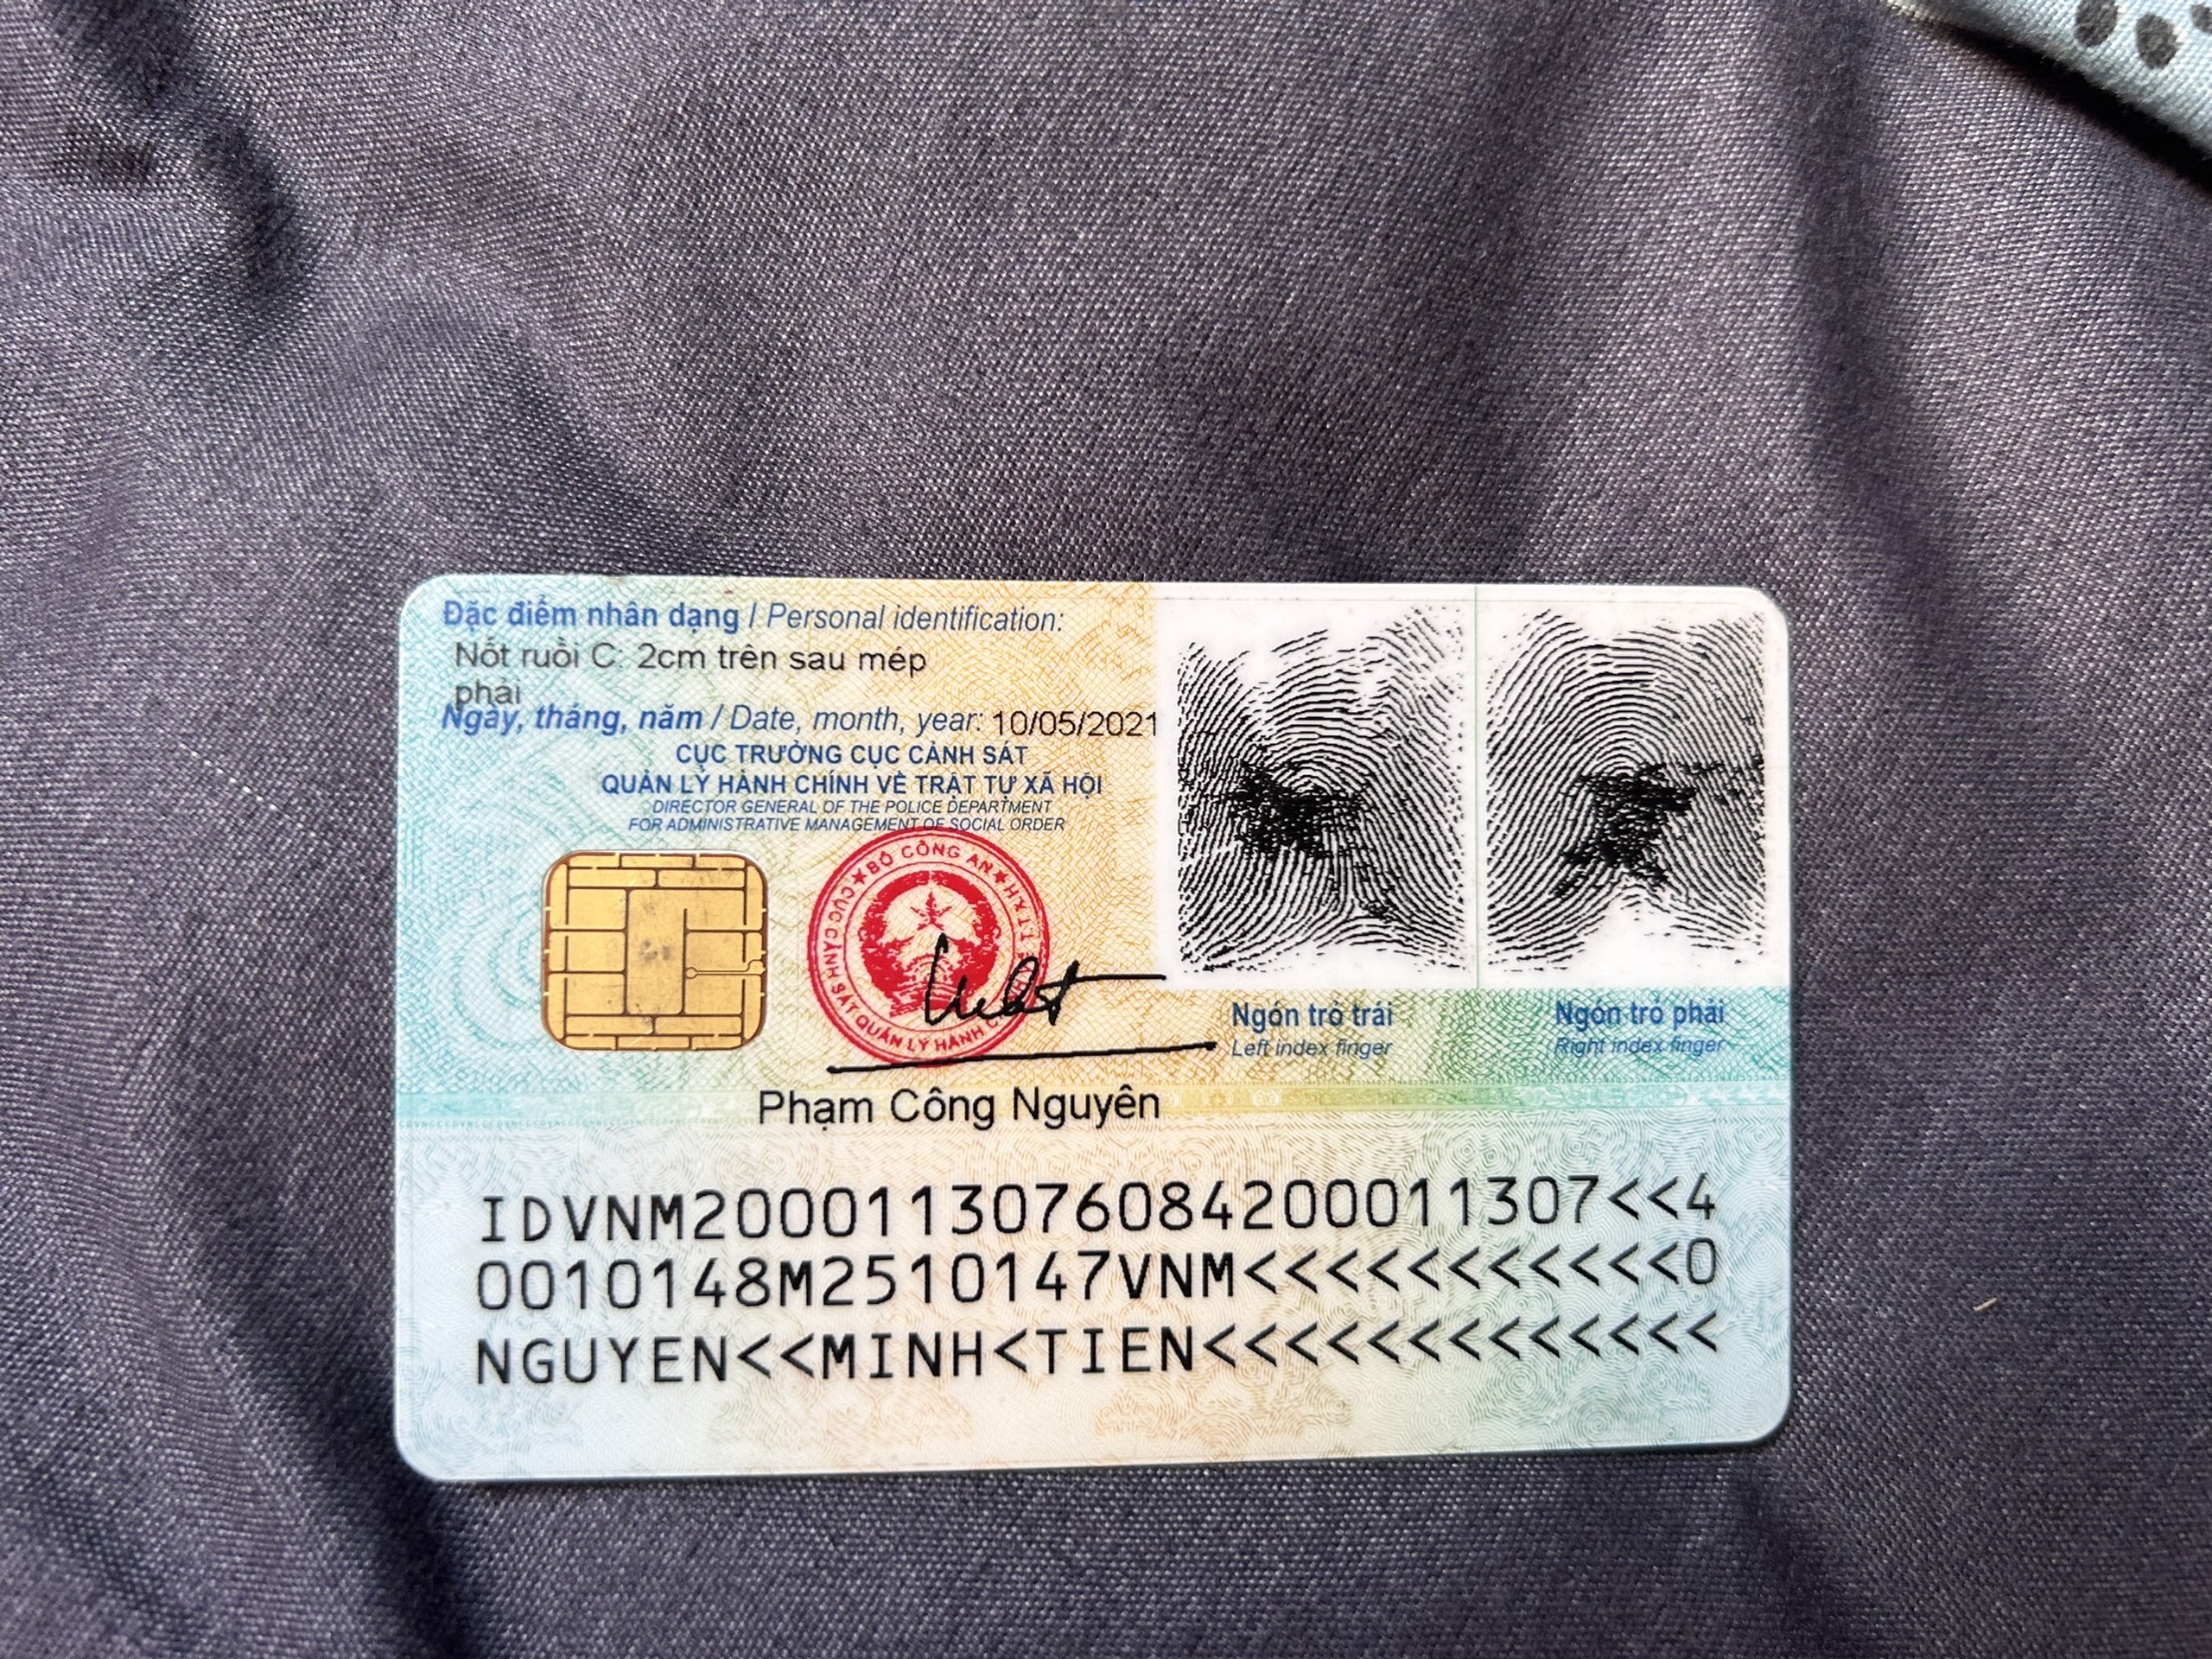 Đặc điểm nhân dạng / Personal identification:
Nốt ruồi C: 2cm trên sau mép
phải
Ngày, tháng, năm / Date, month, year: 10/05/2021
CỤC TRƯỞNG CỤC CẢNH SÁT
QUẢN LÝ HÀNH CHÍNH VỀ TRẬT TỰ XÃ HỘI
DIRECTOR GENERAL OF THE POLICE DEPARTMENT
FOR ADMINISTRATIVE MANAGEMENT OF SOCIAL ORDER
BỘ CÔNG AN
CỤC CẢNH SÁT QUẢN LÝ HÀNH C
Ngón trỏ trái
Left index finger
Ngón trỏ phải
Right index finger
Phạm Công Nguyên
IDVNM2000113076084200011307<<4
0010148M2510147VNM<<<<<<<<<<<0
NGUYEN<<MINH<TIEN<<<<<<<<<<<<<